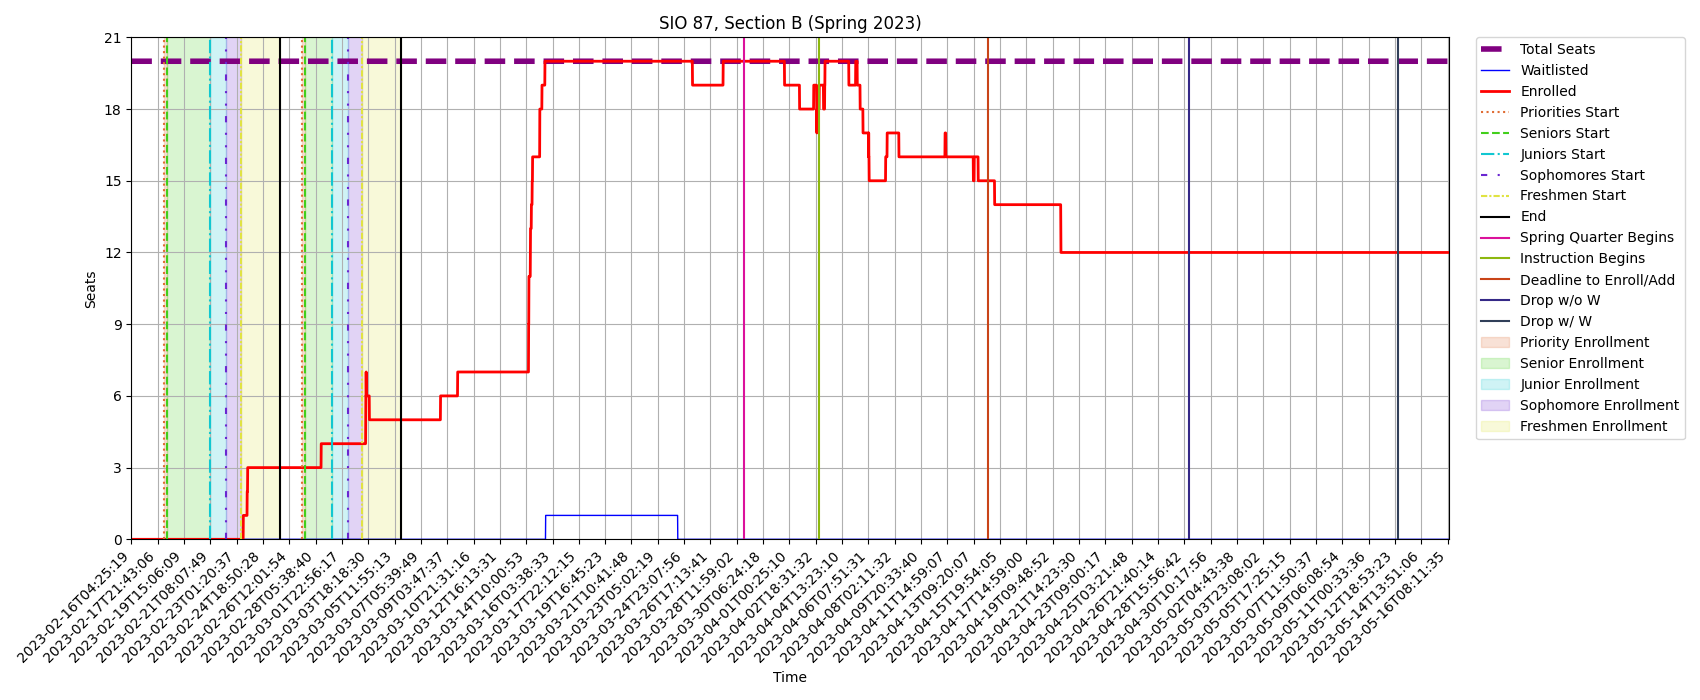 SIO 87, Section B (Spring 2023)
21
18
15
12
9
6
3
0
Seats
2023-02-16T04:25:19
2023-02-17T21:43:06
2023-02-19T15:06:09
2023-02-21T08:07:49
2023-02-23T01:20:37
2023-02-24T18:50:28
2023-02-26T12:01:54
2023-02-28T05:38:40
2023-03-01T22:56:17
2023-03-03T18:18:30
2023-03-05T11:55:13
2023-03-07T05:39:49
2023-03-09T03:47:37
2023-03-10T21:31:16
2023-03-12T16:13:31
2023-03-14T10:00:53
2023-03-16T03:38:33
2023-03-17T22:12:15
2023-03-19T16:45:23
2023-03-21T10:41:48
2023-03-23T05:02:19
2023-03-24T23:07:56
2023-03-26T17:13:41
2023-03-28T11:59:02
2023-03-30T06:24:18
2023-04-01T00:25:10
2023-04-02T18:31:32
2023-04-04T13:23:10
2023-04-06T07:51:31
2023-04-08T02:11:32
2023-04-09T20:33:40
2023-04-11T14:59:07
2023-04-13T09:20:07
2023-04-15T19:54:05
2023-04-17T14:59:00
2023-04-19T09:48:52
2023-04-21T14:23:30
2023-04-23T09:00:17
2023-04-25T03:21:48
2023-04-26T21:40:14
2023-04-28T15:56:42
2023-04-30T10:17:56
2023-05-02T04:43:38
2023-05-03T23:08:02
2023-05-05T17:25:15
2023-05-07T11:50:37
2023-05-09T06:08:54
2023-05-11T00:33:36
2023-05-12T18:53:23
2023-05-14T13:51:06
2023-05-16T08:11:35
Time
Total Seats
Waitlisted
Enrolled
Priorities Start
Seniors Start
Juniors Start
Sophomores Start
Freshmen Start
End
Spring Quarter Begins
Instruction Begins
Deadline to Enroll/Add
Drop w/o W
Drop w/ W
Priority Enrollment
Senior Enrollment
Junior Enrollment
Sophomore Enrollment
Freshmen Enrollment